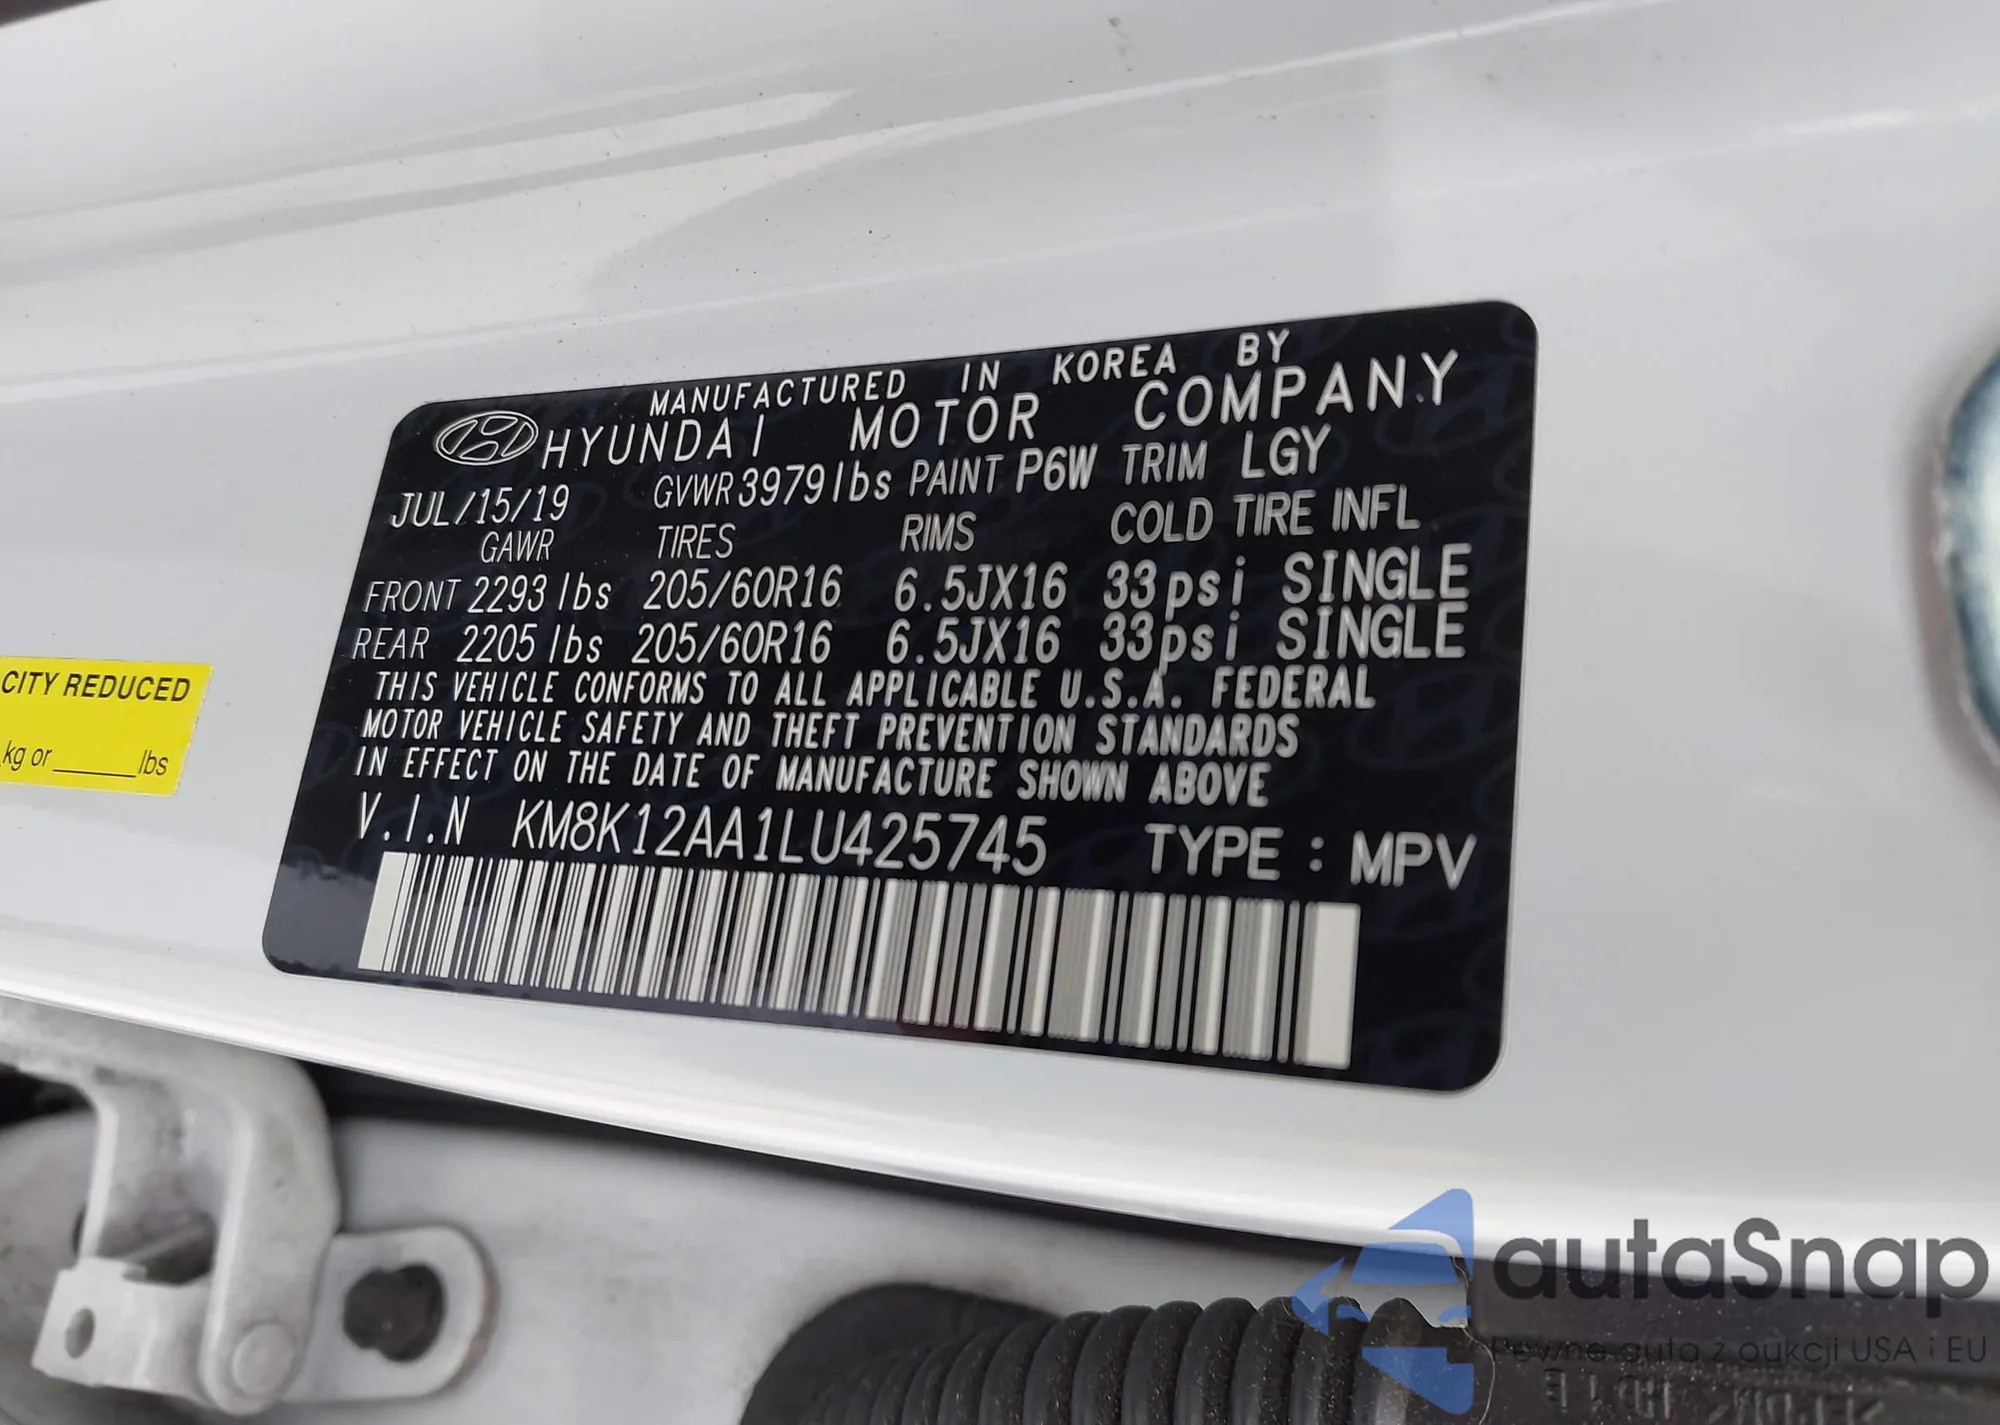 MANUFACTURED IN KOREA BY
HYUNDAI MOTOR COMPANY
JUL/15/19 GVWR 3979lbs PAINT P6W TRIM LGY
GAWR TIRES RIMS COLD TIRE INFL
FRONT 2293 lbs 205/60R16 6.5JX16 33psi SINGLE
REAR 2205 lbs 205/60R16 6.5JX16 33psi SINGLE
THIS VEHICLE CONFORMS TO ALL APPLICABLE U.S.A. FEDERAL
MOTOR VEHICLE SAFETY AND THEFT PREVENTION STANDARDS
IN EFFECT ON THE DATE OF MANUFACTURE SHOWN ABOVE
V.I.N KM8K12AA1LU425745 TYPE : MPV
CITY REDUCED
kg or ______ lbs
autaSnap
Pewne auta z aukcji USA i EU